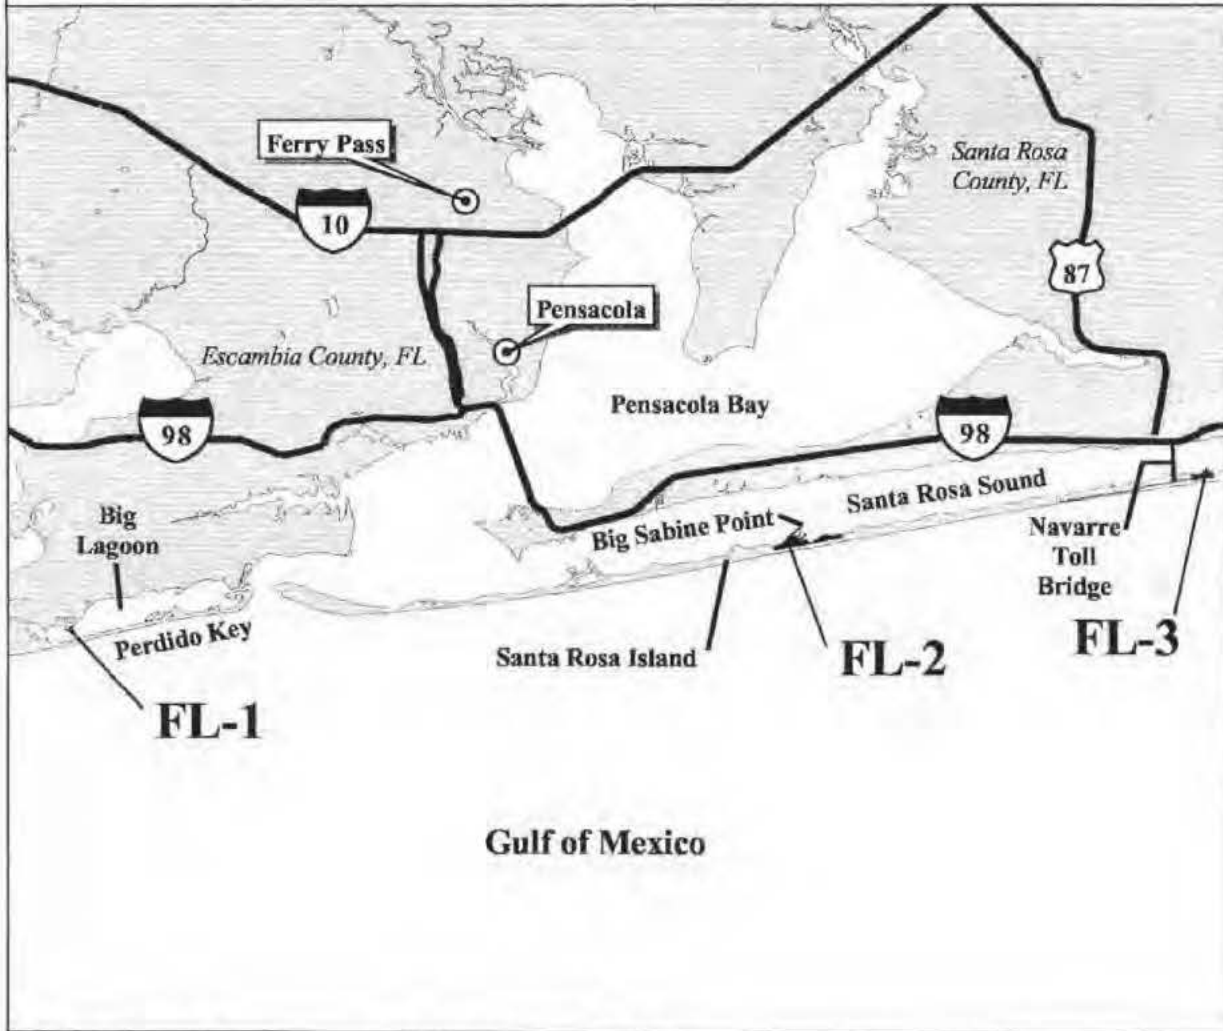 Ferry Pass
Santa Rosa
County, FL
10
87
Pensacola
Escambia County, FL
Pensacola Bay
98
98
Santa Rosa Sound
Big
Lagoon
Big Sabine Point
Navarre
Toll
Bridge
Perdido Key
Santa Rosa Island
FL-2
FL-3
FL-1
Gulf of Mexico